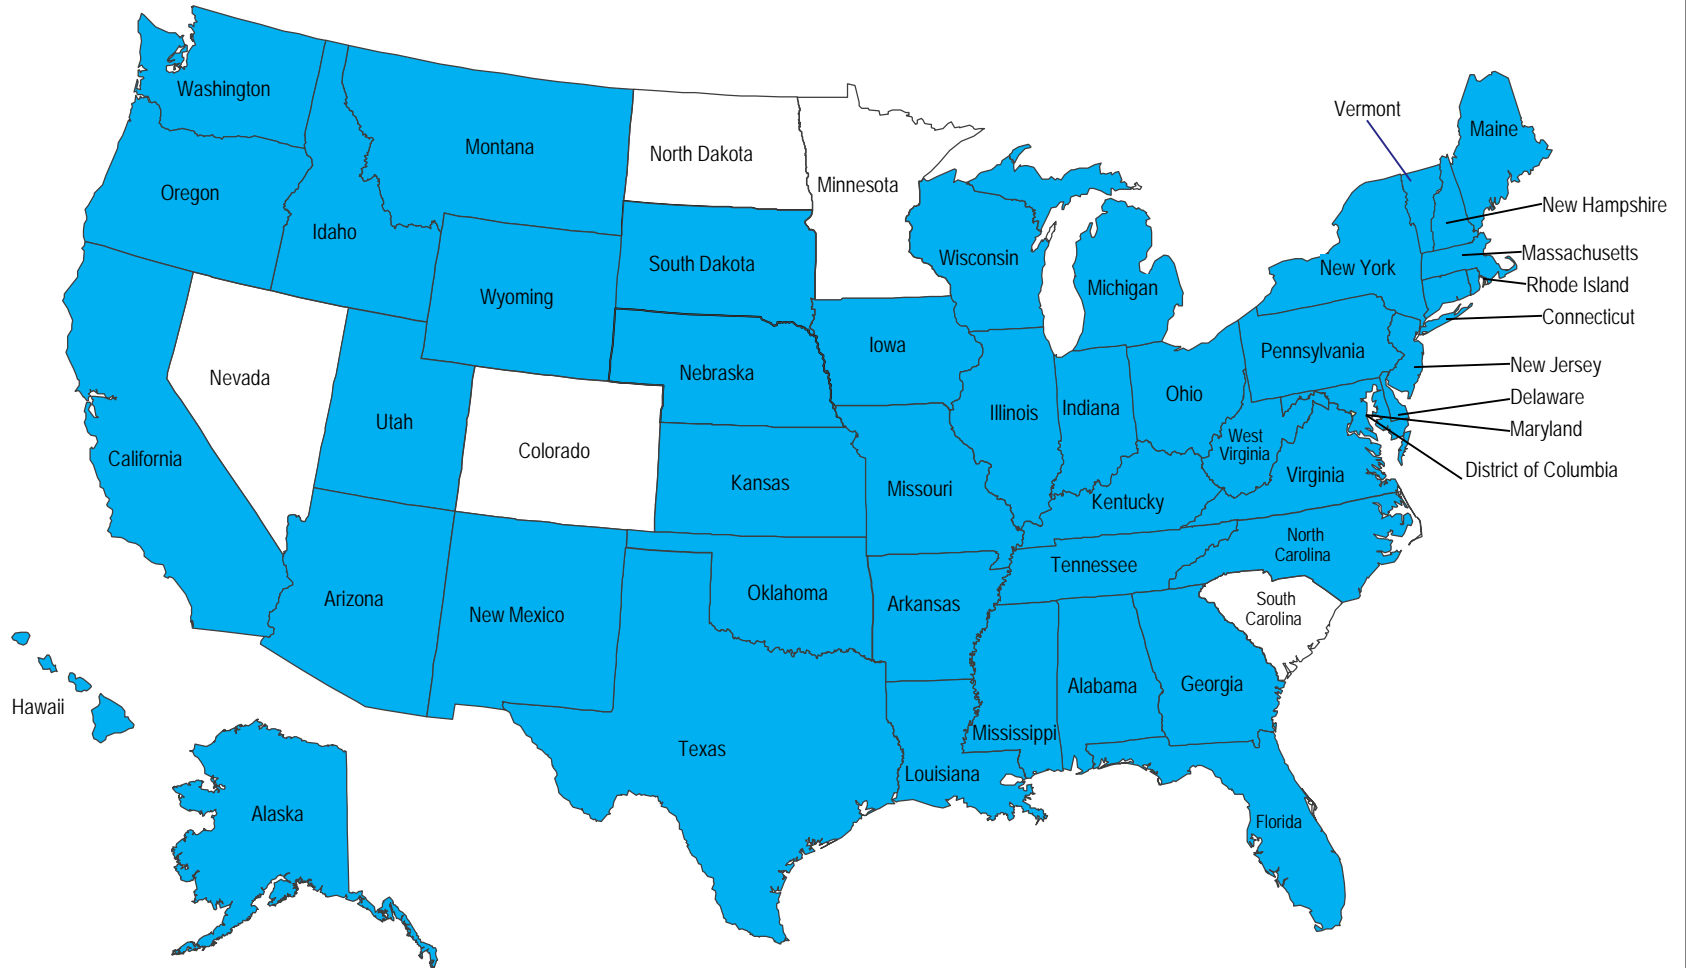 Washington
Oregon
Idaho
Montana
North Dakota
Minnesota
South Dakota
Wyoming
Nebraska
Iowa
Wisconsin
Michigan
Vermont
Maine
New Hampshire
Massachusetts
New York
Rhode Island
Connecticut
Pennsylvania
New Jersey
Delaware
Maryland
District of Columbia
Nevada
Utah
California
Colorado
Kansas
Missouri
Illinois
Indiana
Ohio
West
Virginia
Virginia
Kentucky
North
Carolina
Tennessee
Arizona
New Mexico
Oklahoma
Arkansas
South
Carolina
Hawaii
Alaska
Texas
Louisiana
Mississippi
Alabama
Georgia
Florida